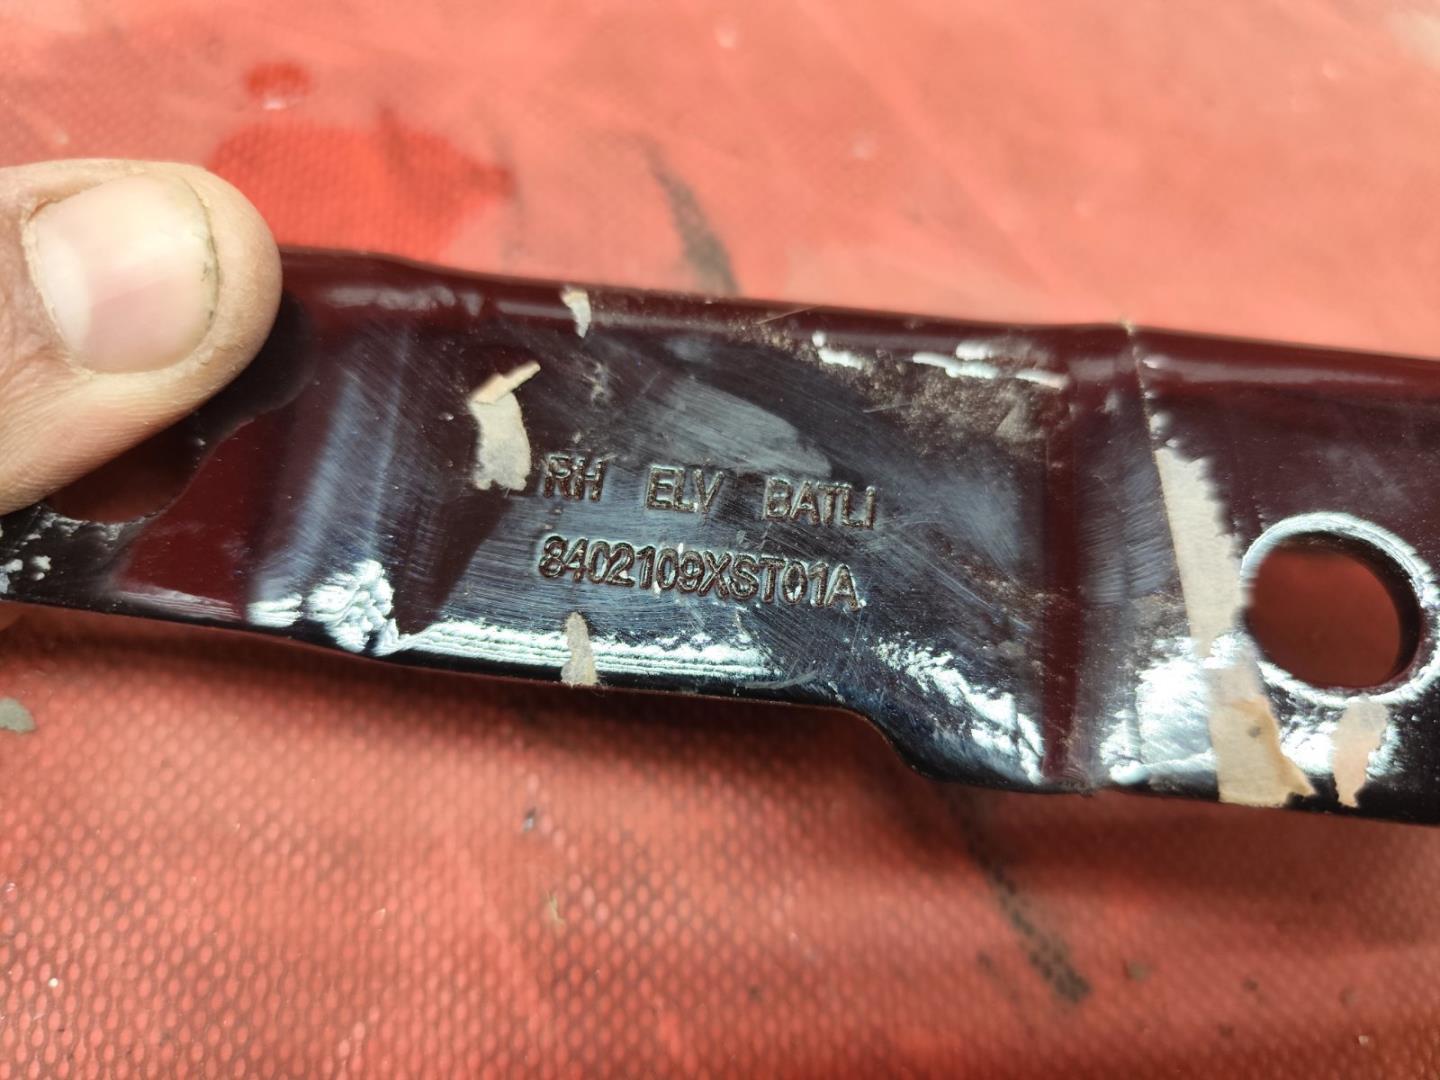 RH ELV BATLI
8402109XST01A